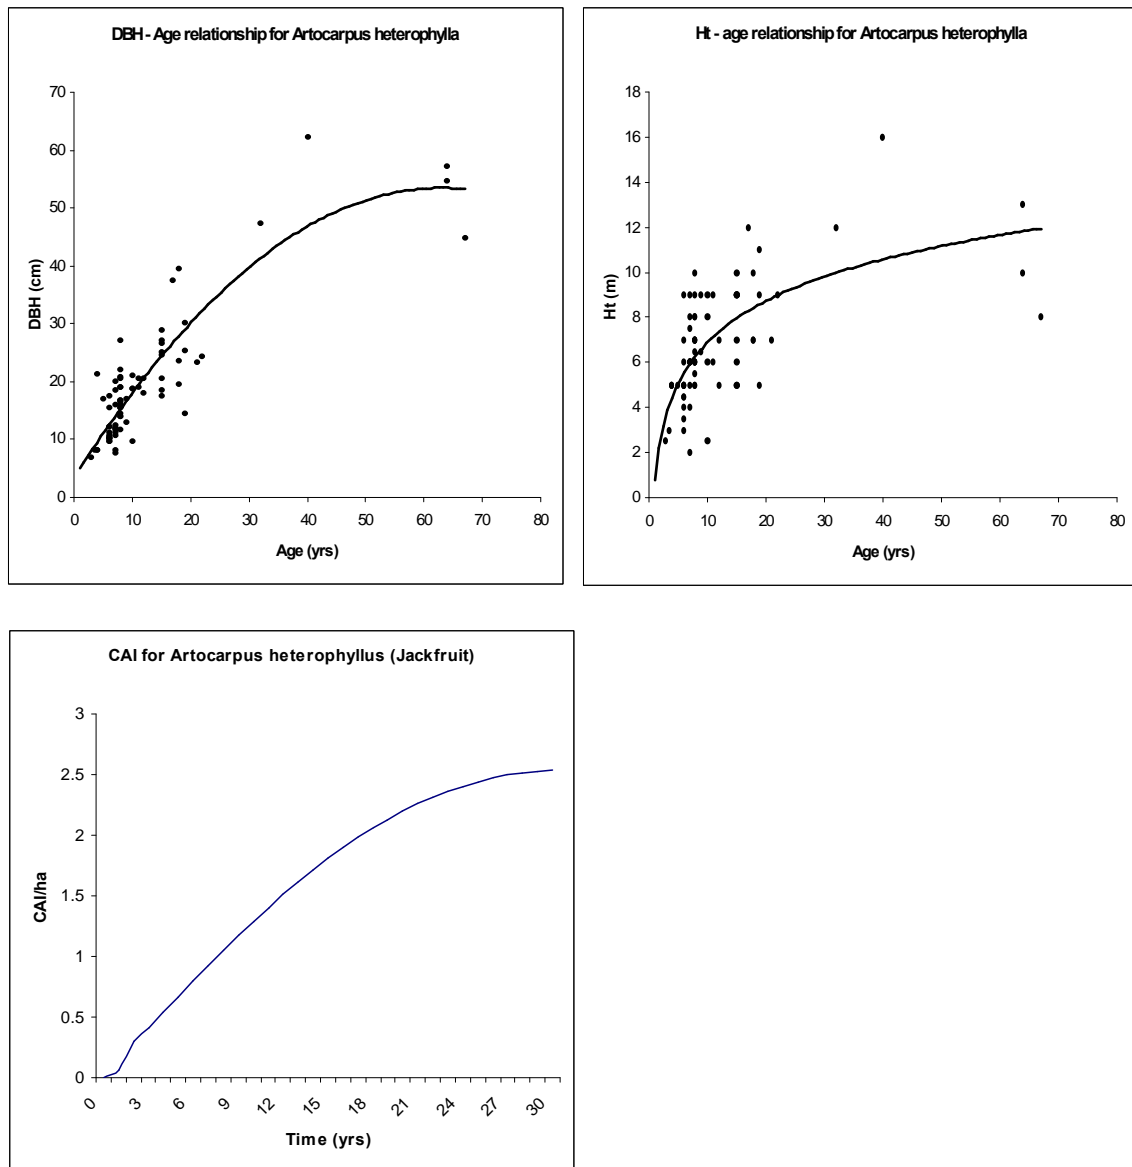 DBH - Age relationship for Artocarpus heterophylla
70
60
50
40
30
20
10
0
DBH (cm)
0 10 20 30 40 50 60 70 80
Age (yrs)
Ht - age relationship for Artocarpus heterophylla
18
16
14
12
10
8
6
4
2
0
Ht (m)
0 10 20 30 40 50 60 70 80
Age (yrs)
CAI for Artocarpus heterophyllus (Jackfruit)
3
2.5
2
1.5
1
0.5
0
CAI/ha
0 3 6 9 12 15 18 21 24 27 30
Time (yrs)